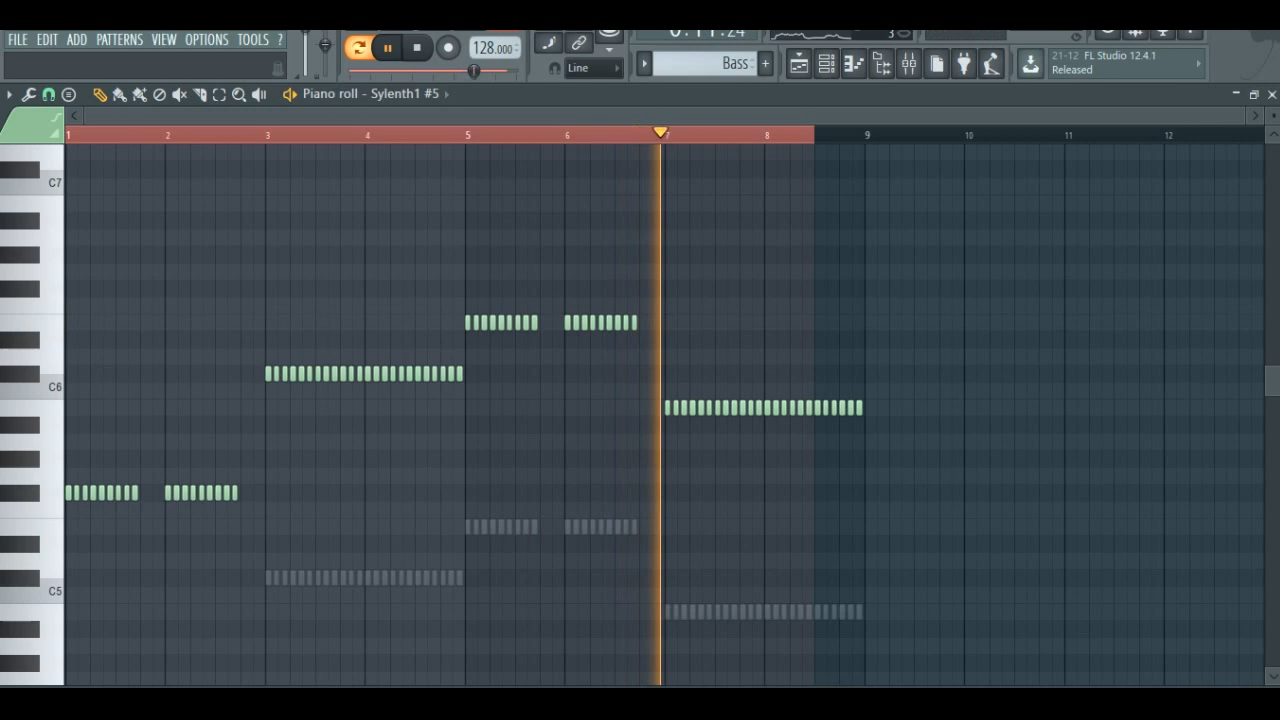 FILE EDIT ADD PATTERNS VIEW OPTIONS TOOLS ?
128.000
3
Line
Bass
21-12 FL Studio 12.4.1
Released
Piano roll - Sylenth1 #5
1 2 3 4 5 6 7 8 9 10 11 12
C7
C6
C5